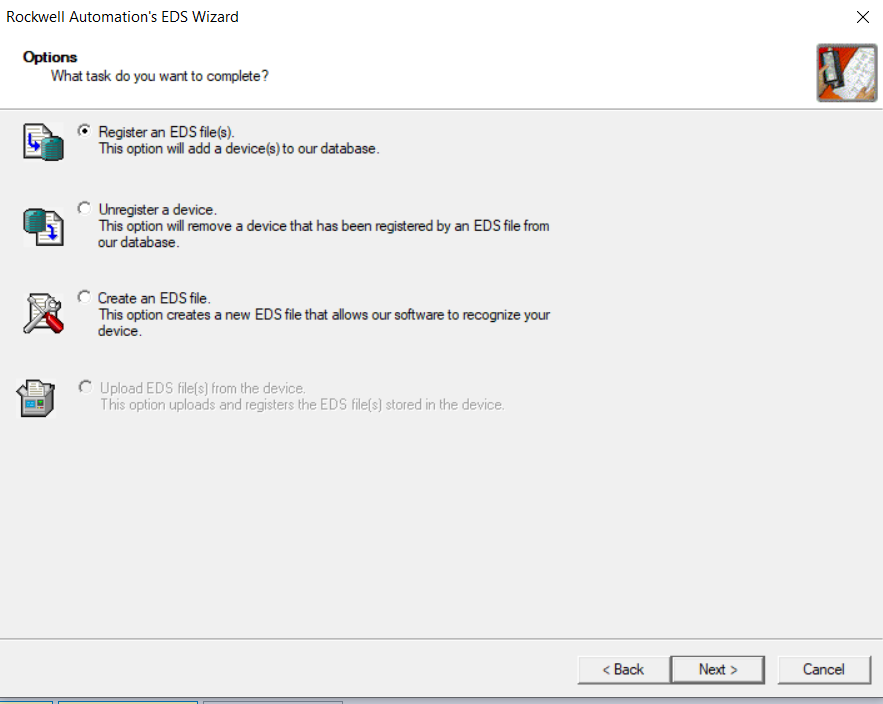 Rockwell Automation's EDS Wizard
Options
What task do you want to complete?
Register an EDS file(s).
This option will add a device(s) to our database.
Unregister a device.
This option will remove a device that has been registered by an EDS file from
our database.
Create an EDS file.
This option creates a new EDS file that allows our software to recognize your
device.
Upload EDS file(s) from the device.
This option uploads and registers the EDS file(s) stored in the device.
< Back
Next >
Cancel